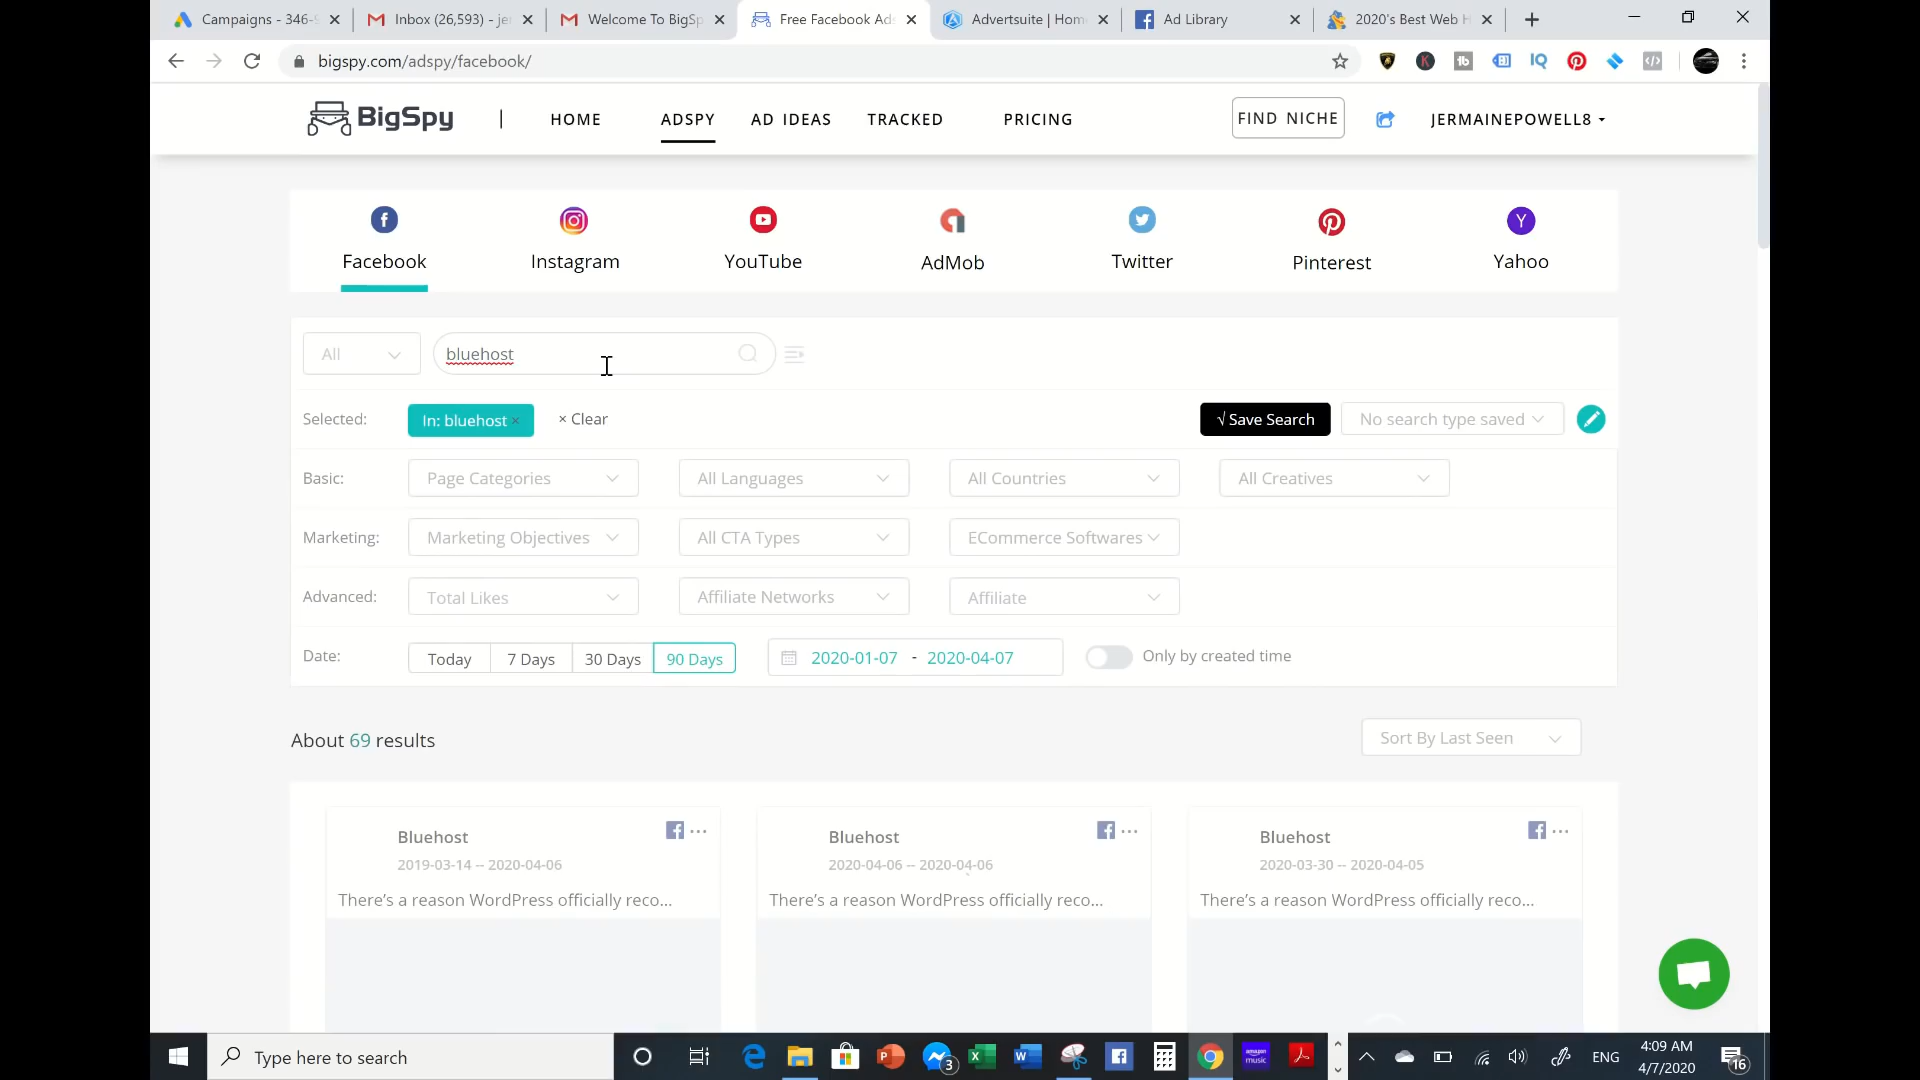 Campaigns - 346-9
Inbox (26,593) - je
Welcome To BigSp
Free Facebook Ads
Advertsuite | Hom
Ad Library
2020's Best Web H
bigspy.com/adspy/facebook/
BigSpy
HOME
ADSPY
AD IDEAS
TRACKED
PRICING
FIND NICHE
JERMAINEPOWELL8
Facebook
Instagram
YouTube
AdMob
Twitter
Pinterest
Yahoo
All
bluehost
Selected:
In: bluehost ×
× Clear
√ Save Search
No search type saved
Basic:
Page Categories
All Languages
All Countries
All Creatives
Marketing:
Marketing Objectives
All CTA Types
ECommerce Softwares
Advanced:
Total Likes
Affiliate Networks
Affiliate
Date:
Today
7 Days
30 Days
90 Days
2020-01-07 - 2020-04-07
Only by created time
About 69 results
Sort By Last Seen
Bluehost
2019-03-14 -- 2020-04-06
There's a reason WordPress officially reco...
Bluehost
2020-04-06 -- 2020-04-06
There's a reason WordPress officially reco...
Bluehost
2020-03-30 -- 2020-04-05
There's a reason WordPress officially reco...
Type here to search
3
amazon music
ENG
4:09 AM
4/7/2020
16